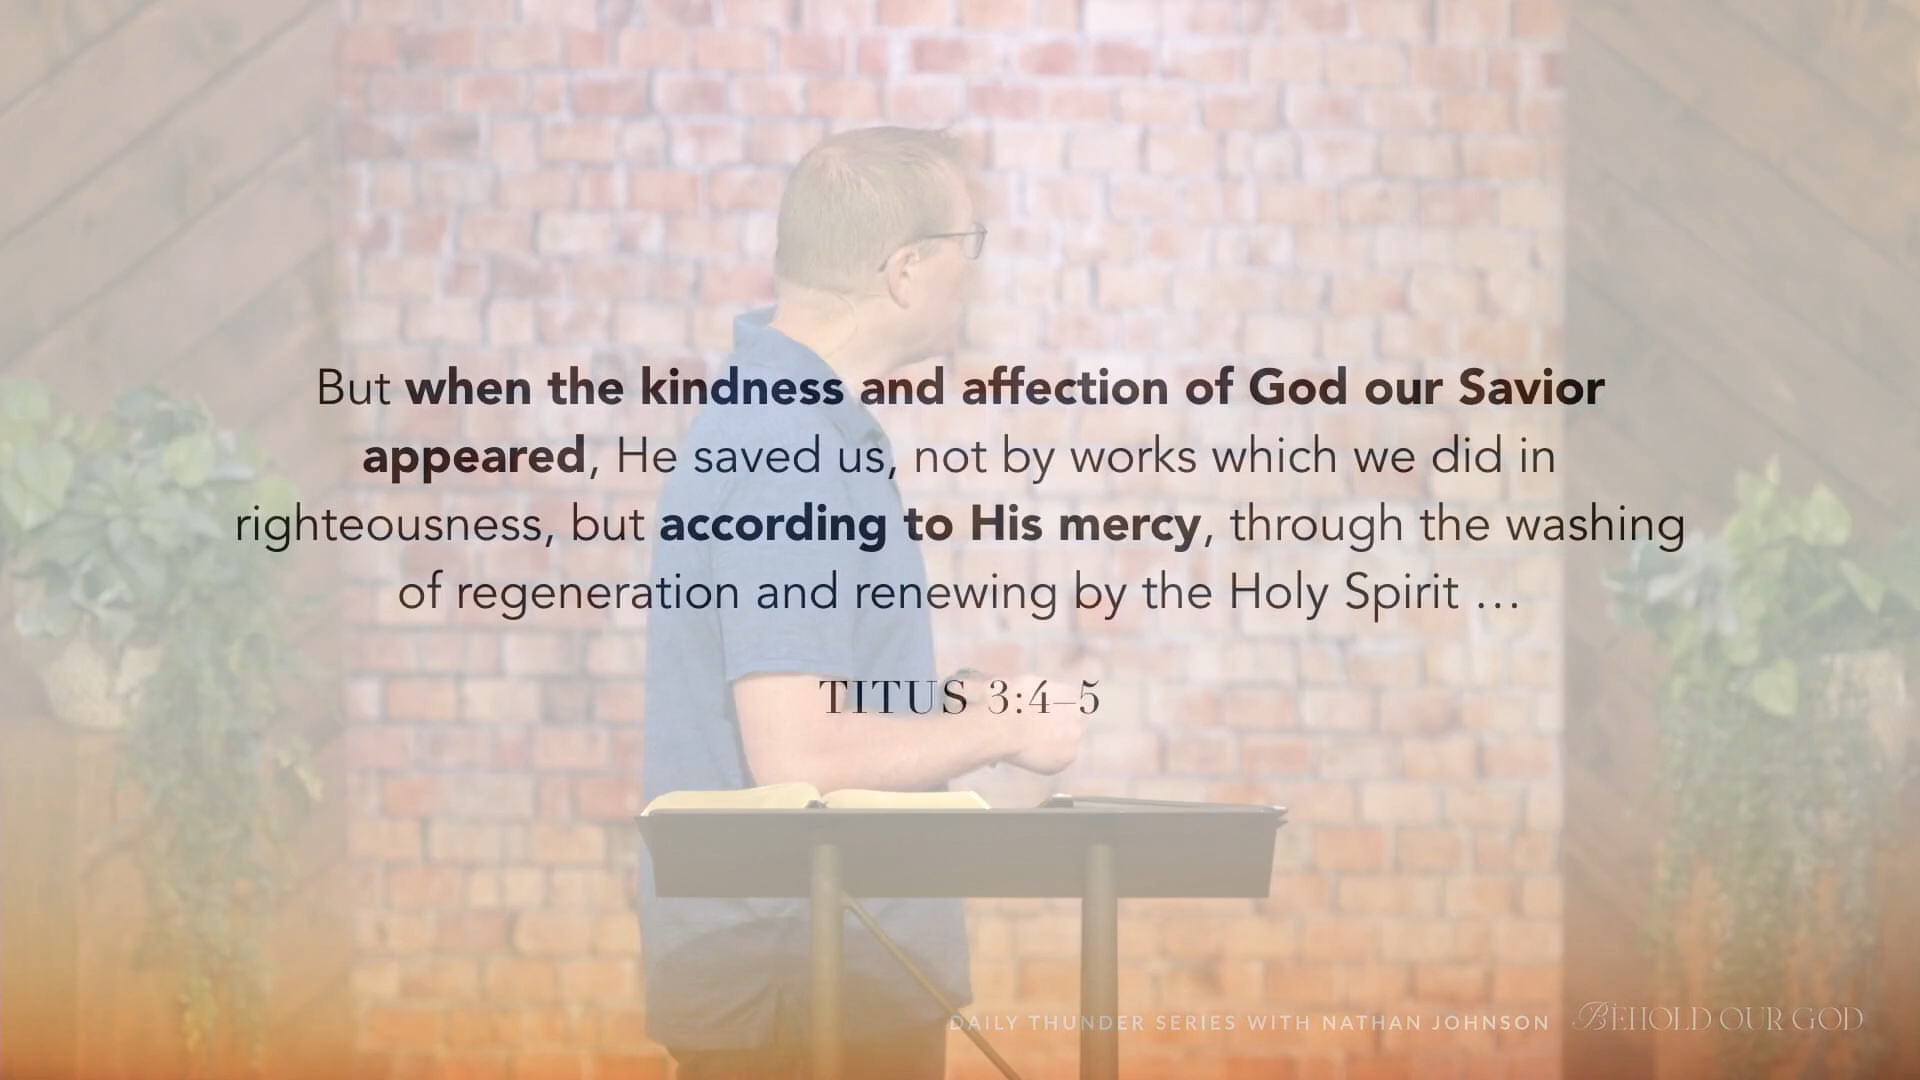 But when the kindness and affection of God our Savior
appeared, He saved us, not by works which we did in
righteousness, but according to His mercy, through the washing
of regeneration and renewing by the Holy Spirit …
TITUS 3:4–5
DAILY THUNDER SERIES WITH NATHAN JOHNSON BEHOLD OUR GOD